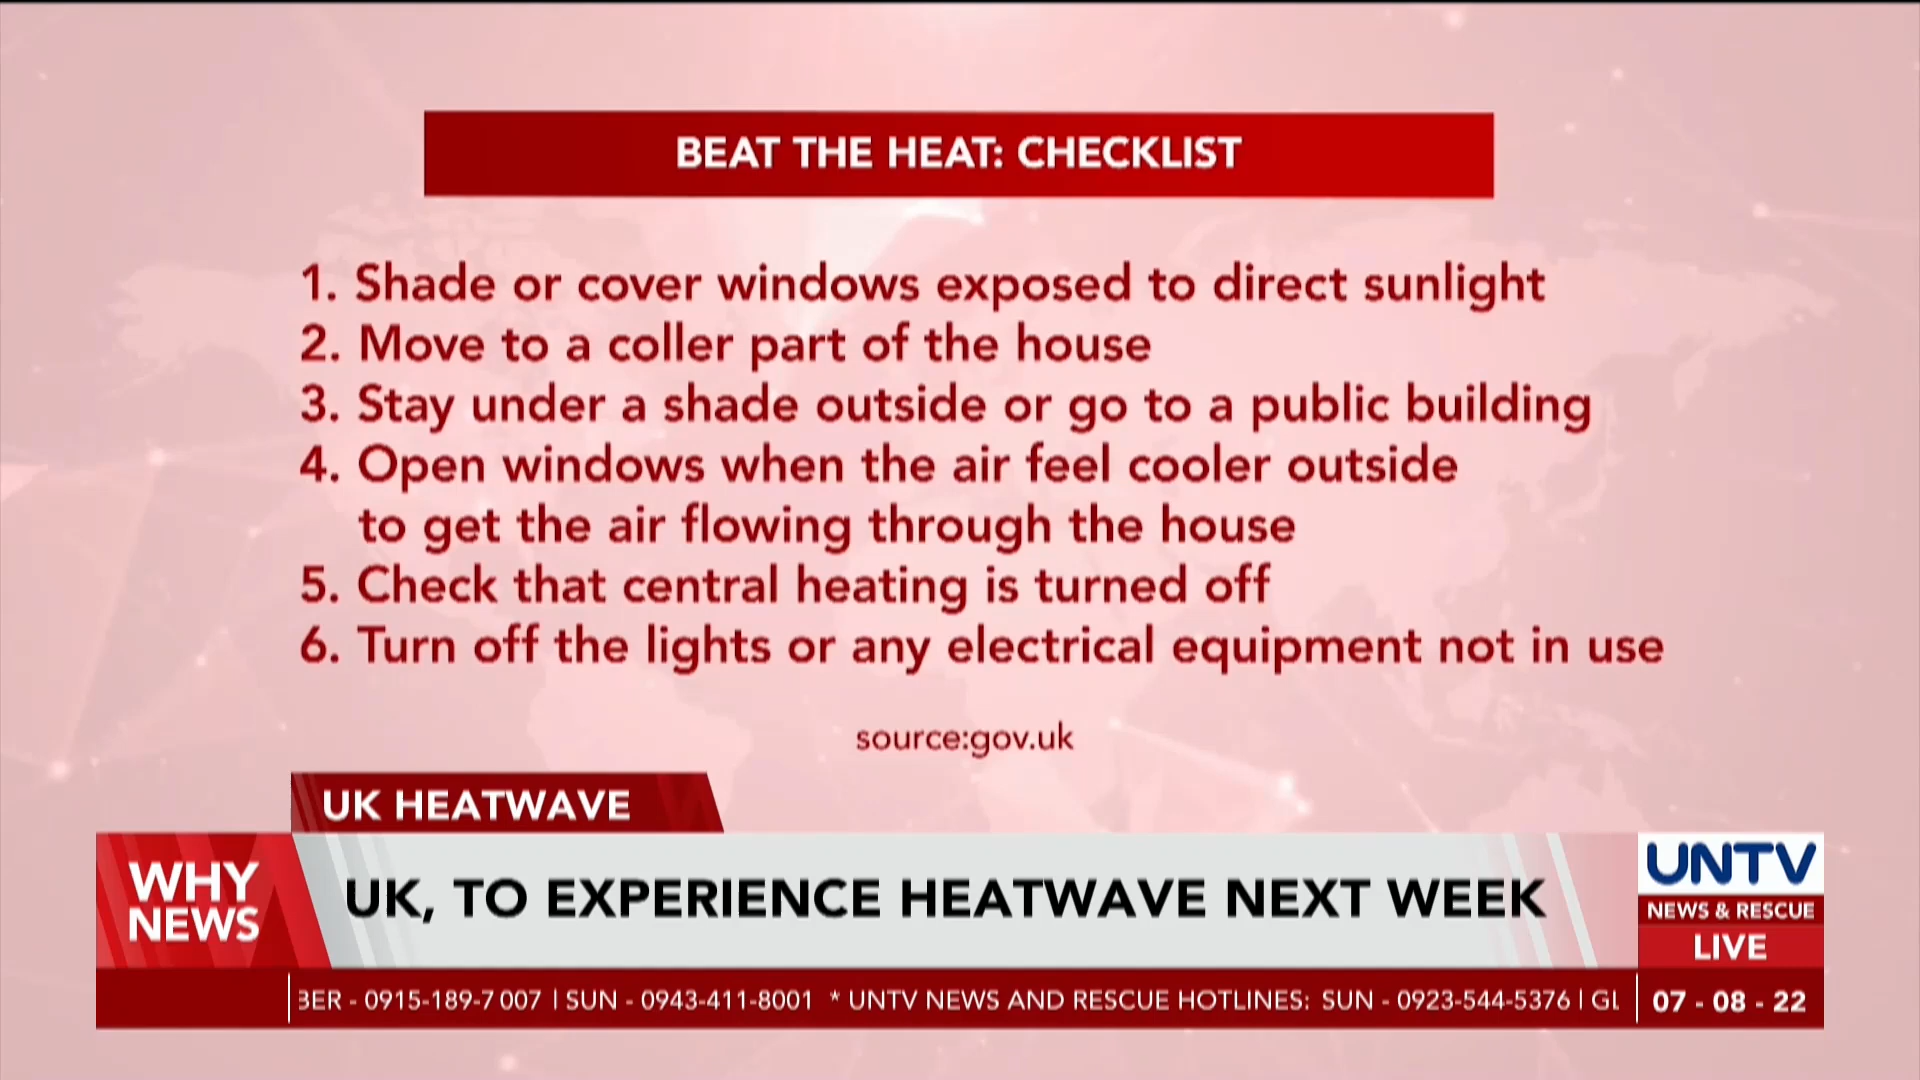 BEAT THE HEAT: CHECKLIST
1. Shade or cover windows exposed to direct sunlight
2. Move to a coller part of the house
3. Stay under a shade outside or go to a public building
4. Open windows when the air feel cooler outside
to get the air flowing through the house
5. Check that central heating is turned off
6. Turn off the lights or any electrical equipment not in use
source:gov.uk
UK HEATWAVE
WHY
NEWS
UK, TO EXPERIENCE HEATWAVE NEXT WEEK
UNTV
NEWS & RESCUE
LIVE
BER - 0915-189-7007 | SUN - 0943-411-8001 * UNTV NEWS AND RESCUE HOTLINES: SUN - 0923-544-5376 | GL
07 - 08 - 22